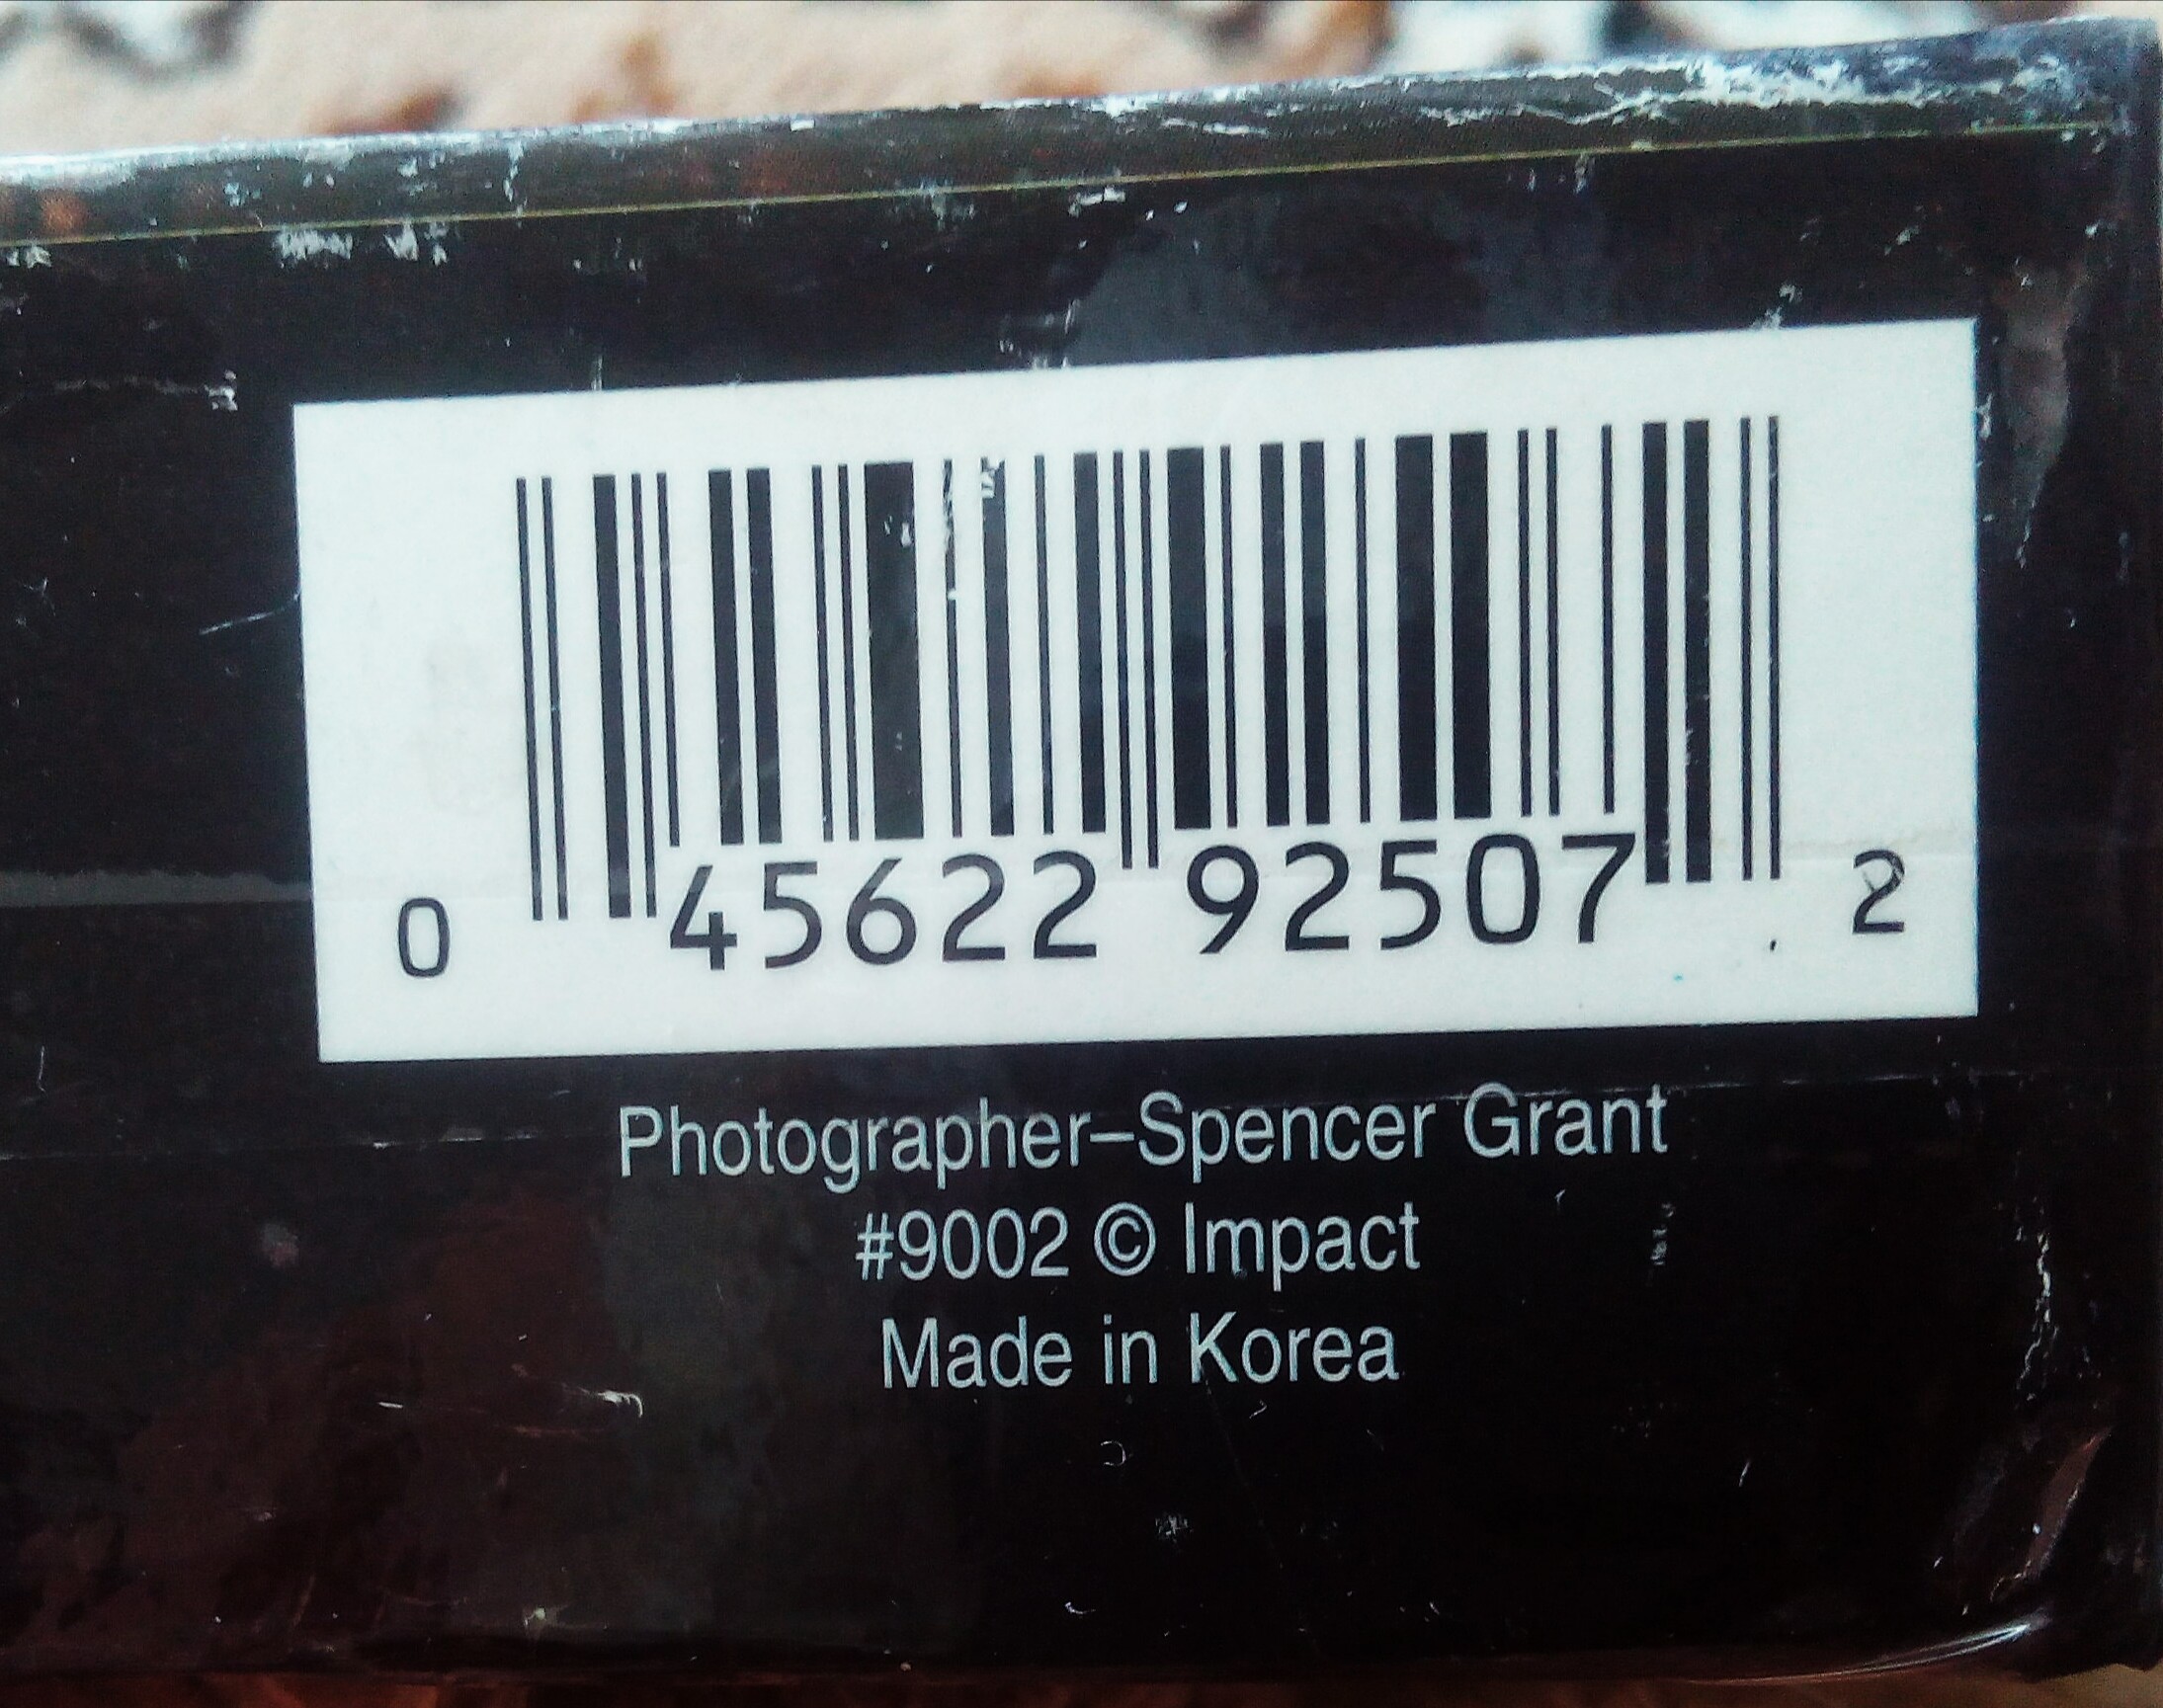 0 45622 92507 2
Photographer–Spencer Grant
#9002 © Impact
Made in Korea